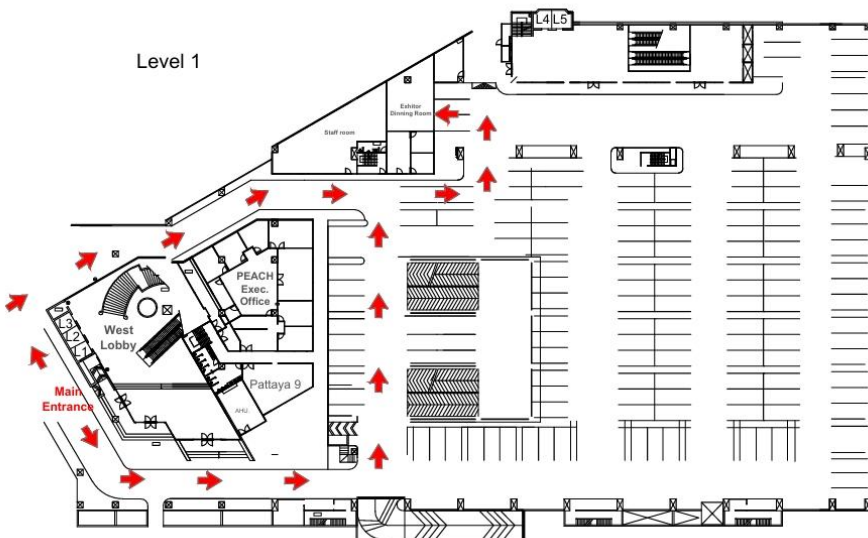 Level 1
L4 L5
Exhitor
Dinning Room
Staff room
PEACH
Exec.
Office
West
Lobby
L3
L2
L1
Main
Entrance
Pattaya 9
AHU.